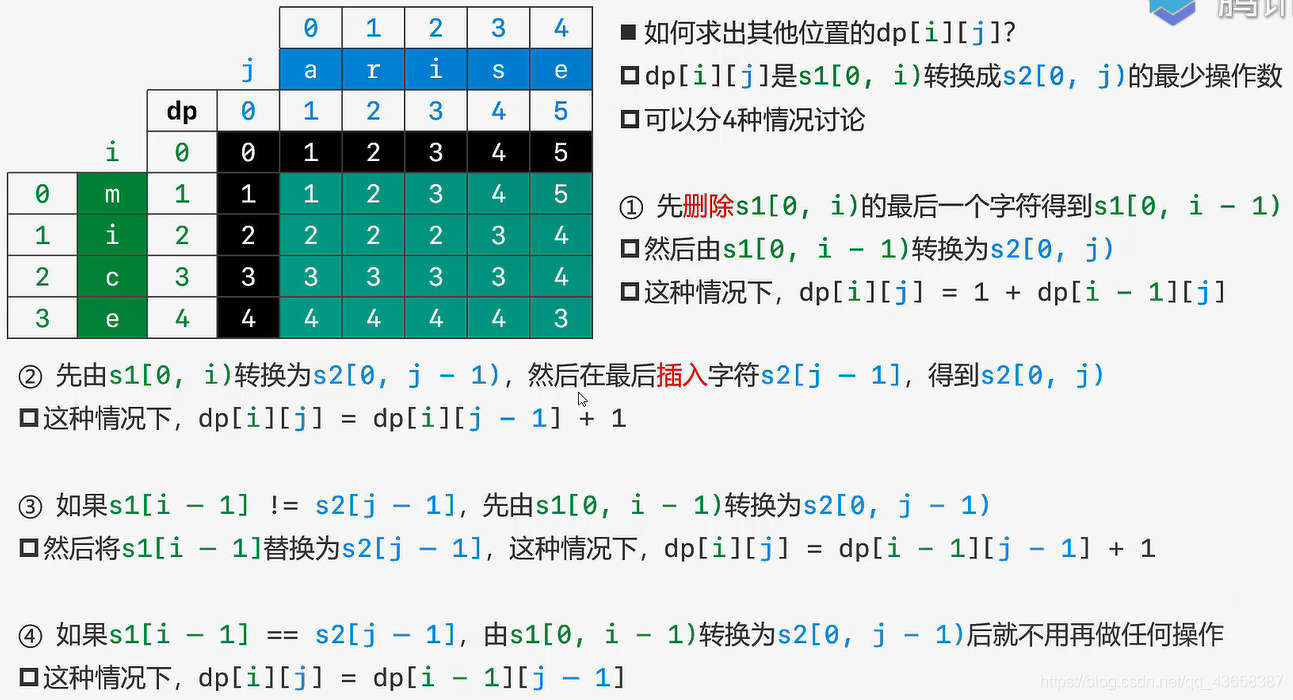 0 1 2 3 4
j a r i s e
dp 0 1 2 3 4 5
i 0 0 1 2 3 4 5
0 m 1 1 1 2 3 4 5
1 i 2 2 2 2 2 3 4
2 c 3 3 3 3 3 3 4
3 e 4 4 4 4 4 4 3
腾讯
■ 如何求出其他位置的dp[i][j]?
□ dp[i][j]是s1[0, i)转换成s2[0, j)的最少操作数
□ 可以分4种情况讨论
① 先删除s1[0, i)的最后一个字符得到s1[0, i – 1)
□ 然后由s1[0, i – 1)转换为s2[0, j)
□ 这种情况下，dp[i][j] = 1 + dp[i – 1][j]
② 先由s1[0, i)转换为s2[0, j – 1)，然后在最后插入字符s2[j – 1]，得到s2[0, j)
□ 这种情况下，dp[i][j] = dp[i][j – 1] + 1
③ 如果s1[i – 1] != s2[j – 1]，先由s1[0, i – 1)转换为s2[0, j – 1)
□ 然后将s1[i – 1]替换为s2[j – 1]，这种情况下，dp[i][j] = dp[i – 1][j – 1] + 1
④ 如果s1[i – 1] == s2[j – 1]，由s1[0, i – 1)转换为s2[0, j – 1)后就不用再做任何操作
□ 这种情况下，dp[i][j] = dp[i – 1][j – 1]
https://blog.csdn.net/qq_43658387